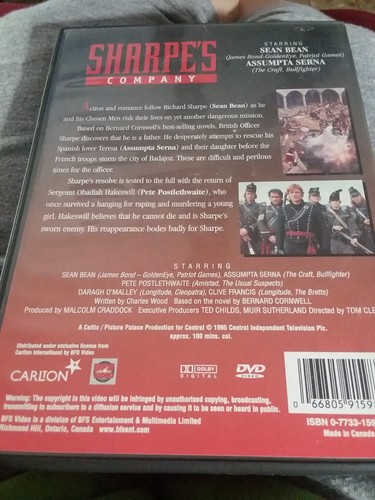 SHARPE'S
COMPANY
STARRING
SEAN BEAN
(James Bond-GoldenEye, Patriot Games)
ASSUMPTA SERNA
(The Craft, Bullfighter)
Action and romance follow Richard Sharpe (Sean Bean) as he
and his Chosen Men risk their lives on yet another dangerous mission.
Based on Bernard Cornwell's best-selling novels, British Officer
Sharpe discovers that he is a father. He desperately attempts to rescue his
Spanish lover Teresa (Assumpta Serna) and their daughter before the
French troops storm the city of Badajoz. These are difficult and perilous
times for the officer.
Sharpe's resolve is tested to the full with the return of
Sergeant Obadiah Hakeswill (Pete Postlethwaite), who
once survived a hanging for raping and murdering a young
girl. Hakeswill believes that he cannot die and is Sharpe's
sworn enemy. His reappearance bodes badly for Sharpe.
STARRING
SEAN BEAN (James Bond – GoldenEye, Patriot Games), ASSUMPTA SERNA (The Craft, Bullfighter)
PETE POSTLETHWAITE (Amistad, The Usual Suspects)
DARAGH O'MALLEY (Longitude, Cleopatra), CLIVE FRANCIS (Longitude, The Bretts)
Written by Charles Wood Based on the novel by BERNARD CORNWELL
Produced by MALCOLM CRADDOCK Executive Producers TED CHILDS, MUIR SUTHERLAND Directed by TOM CLE
A Celtic / Picture Palace Production for Central © 1995 Central Independent Television Plc.
approx. 100 mins. col.
Distributed under exclusive licence from
Carlton International by BFS Video
CARLTON
DOLBY
DIGITAL
DVD
VIDEO
Warning: The copyright in this video will be infringed by unauthorised copying, broadcasting,
transmitting to subscribers to a diffusion service and by causing it to be seen or heard in public.
BFS Video is a division of BFS Entertainment & Multimedia Limited
Richmond Hill, Ontario, Canada www.bfsent.com
0 66805 9159
ISBN 0-7733-159
Made in Canada